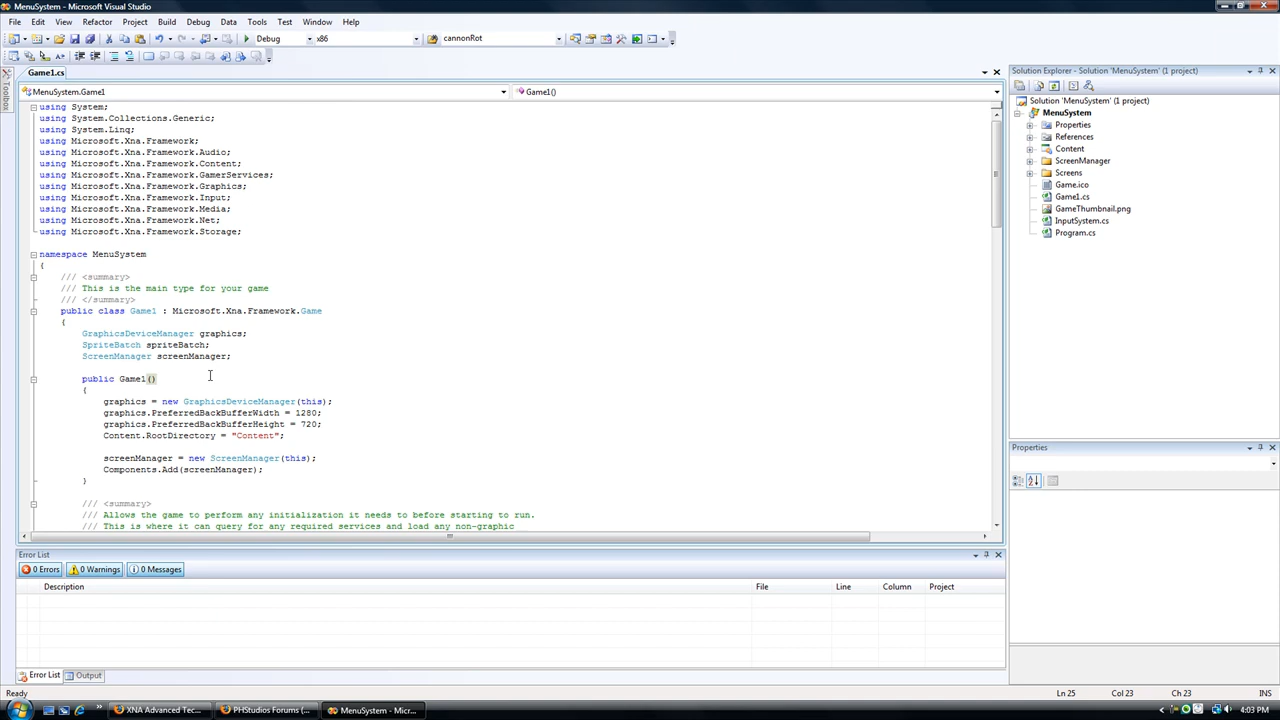 MenuSystem - Microsoft Visual Studio
File Edit View Refactor Project Build Debug Data Tools Test Window Help
Debug x86 cannonRot
Toolbox
Game1.cs
MenuSystem.Game1 Game1()
using System;
using System.Collections.Generic;
using System.Linq;
using Microsoft.Xna.Framework;
using Microsoft.Xna.Framework.Audio;
using Microsoft.Xna.Framework.Content;
using Microsoft.Xna.Framework.GamerServices;
using Microsoft.Xna.Framework.Graphics;
using Microsoft.Xna.Framework.Input;
using Microsoft.Xna.Framework.Media;
using Microsoft.Xna.Framework.Net;
using Microsoft.Xna.Framework.Storage;
namespace MenuSystem
{
/// <summary>
/// This is the main type for your game
/// </summary>
public class Game1 : Microsoft.Xna.Framework.Game
{
GraphicsDeviceManager graphics;
SpriteBatch spriteBatch;
ScreenManager screenManager;
public Game1()
{
graphics = new GraphicsDeviceManager(this);
graphics.PreferredBackBufferWidth = 1280;
graphics.PreferredBackBufferHeight = 720;
Content.RootDirectory = "Content";
screenManager = new ScreenManager(this);
Components.Add(screenManager);
}
/// <summary>
/// Allows the game to perform any initialization it needs to before starting to run.
/// This is where it can query for any required services and load any non-graphic
Solution Explorer - Solution 'MenuSystem' (1 project)
Solution 'MenuSystem' (1 project)
MenuSystem
Properties
References
Content
ScreenManager
Screens
Game.ico
Game1.cs
GameThumbnail.png
InputSystem.cs
Program.cs
Properties
Error List
0 Errors 0 Warnings 0 Messages
Description File Line Column Project
Error List Output
Ready Ln 25 Col 23 Ch 23 INS
XNA Advanced Tec... PHStudios Forums (... MenuSystem - Micr... 4:03 PM